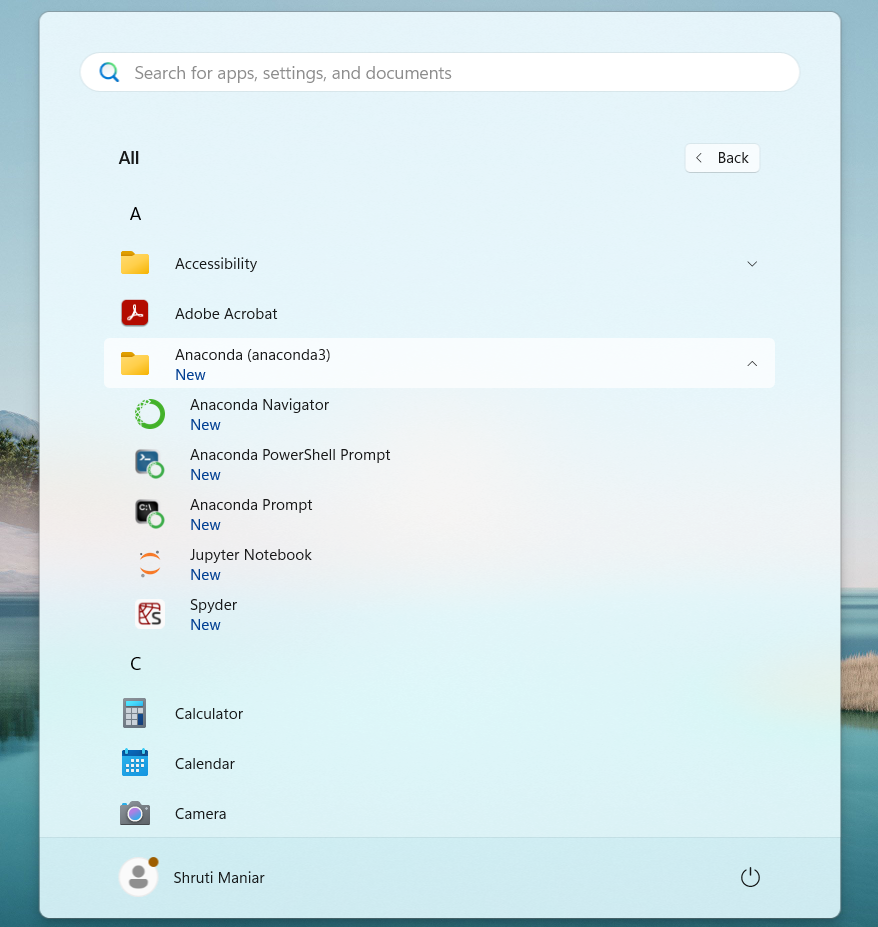 Search for apps, settings, and documents
All
Back
A
Accessibility
Adobe Acrobat
Anaconda (anaconda3)
New
Anaconda Navigator
New
Anaconda PowerShell Prompt
New
Anaconda Prompt
New
Jupyter Notebook
New
Spyder
New
C
Calculator
Calendar
Camera
Shruti Maniar